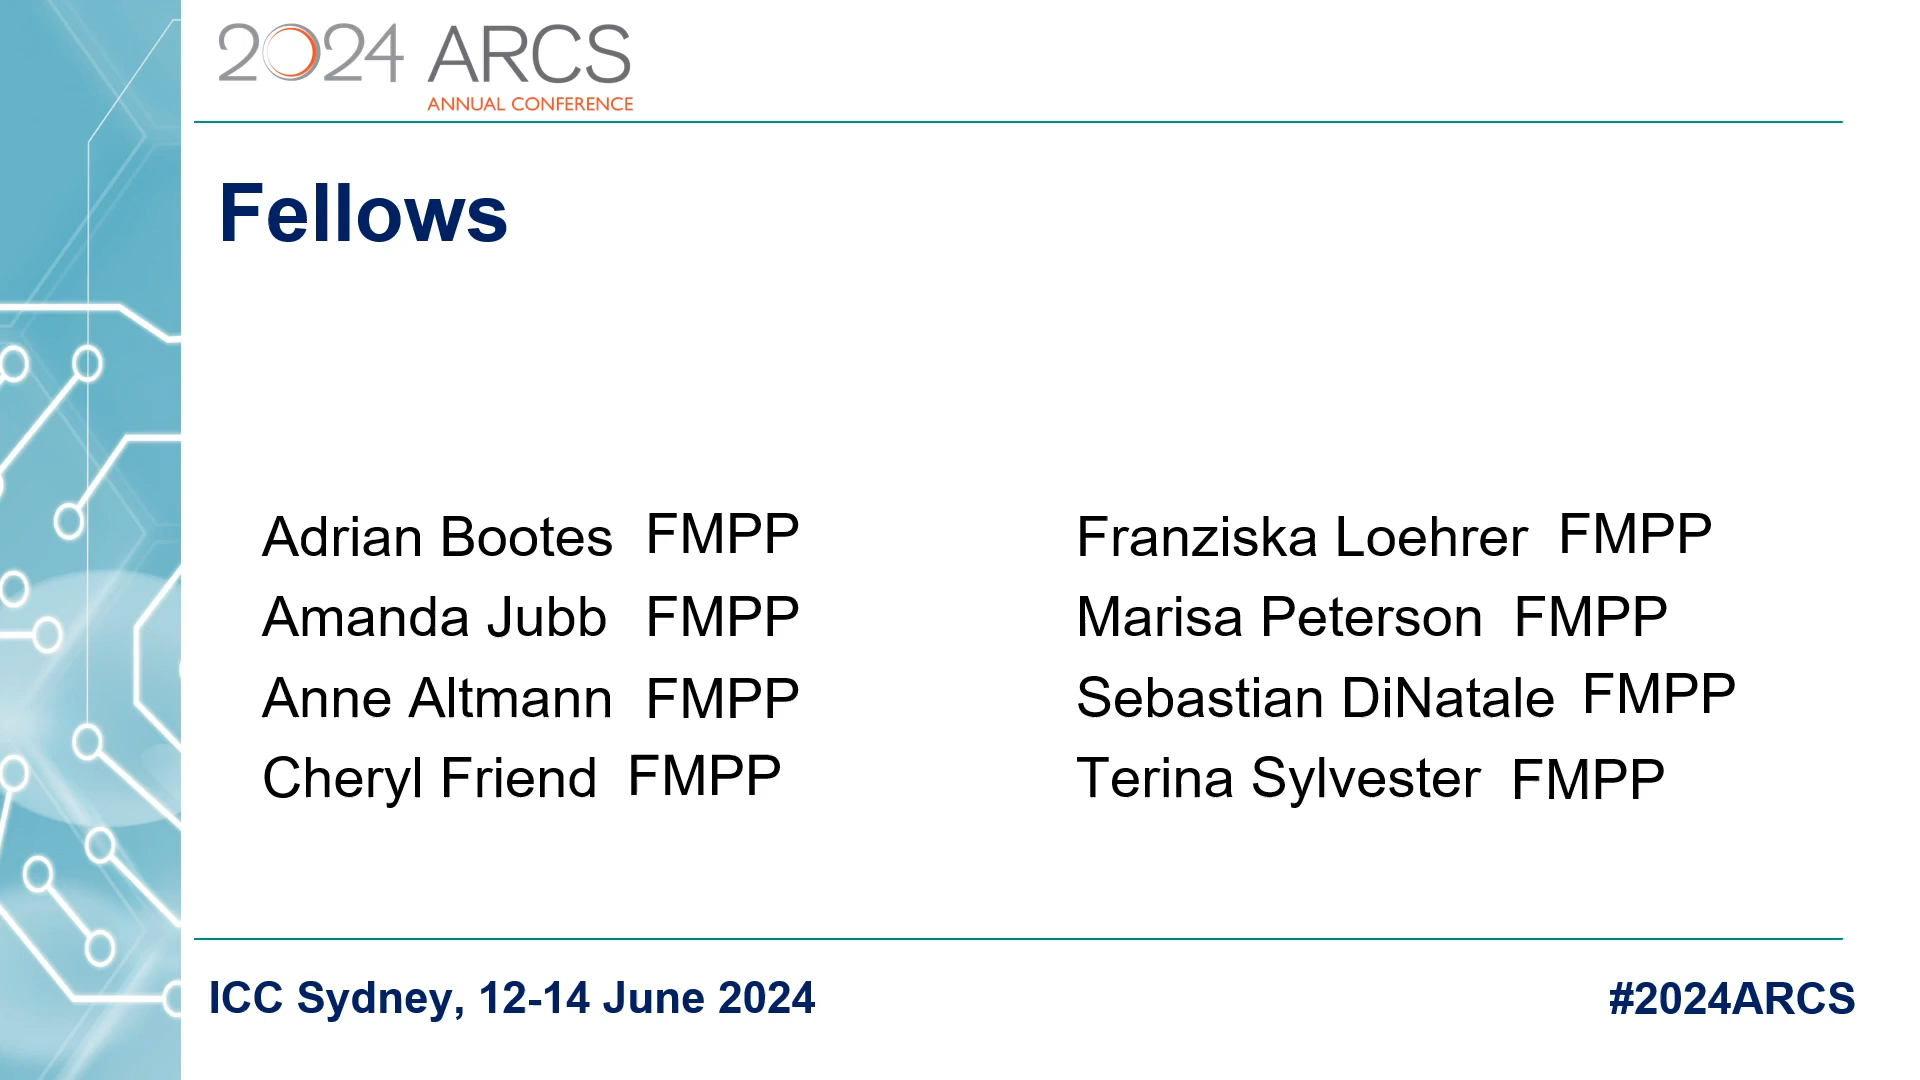 2024 ARCS
ANNUAL CONFERENCE
Fellows
Adrian Bootes FMPP
Amanda Jubb FMPP
Anne Altmann FMPP
Cheryl Friend FMPP
Franziska Loehrer FMPP
Marisa Peterson FMPP
Sebastian DiNatale FMPP
Terina Sylvester FMPP
ICC Sydney, 12-14 June 2024
#2024ARCS